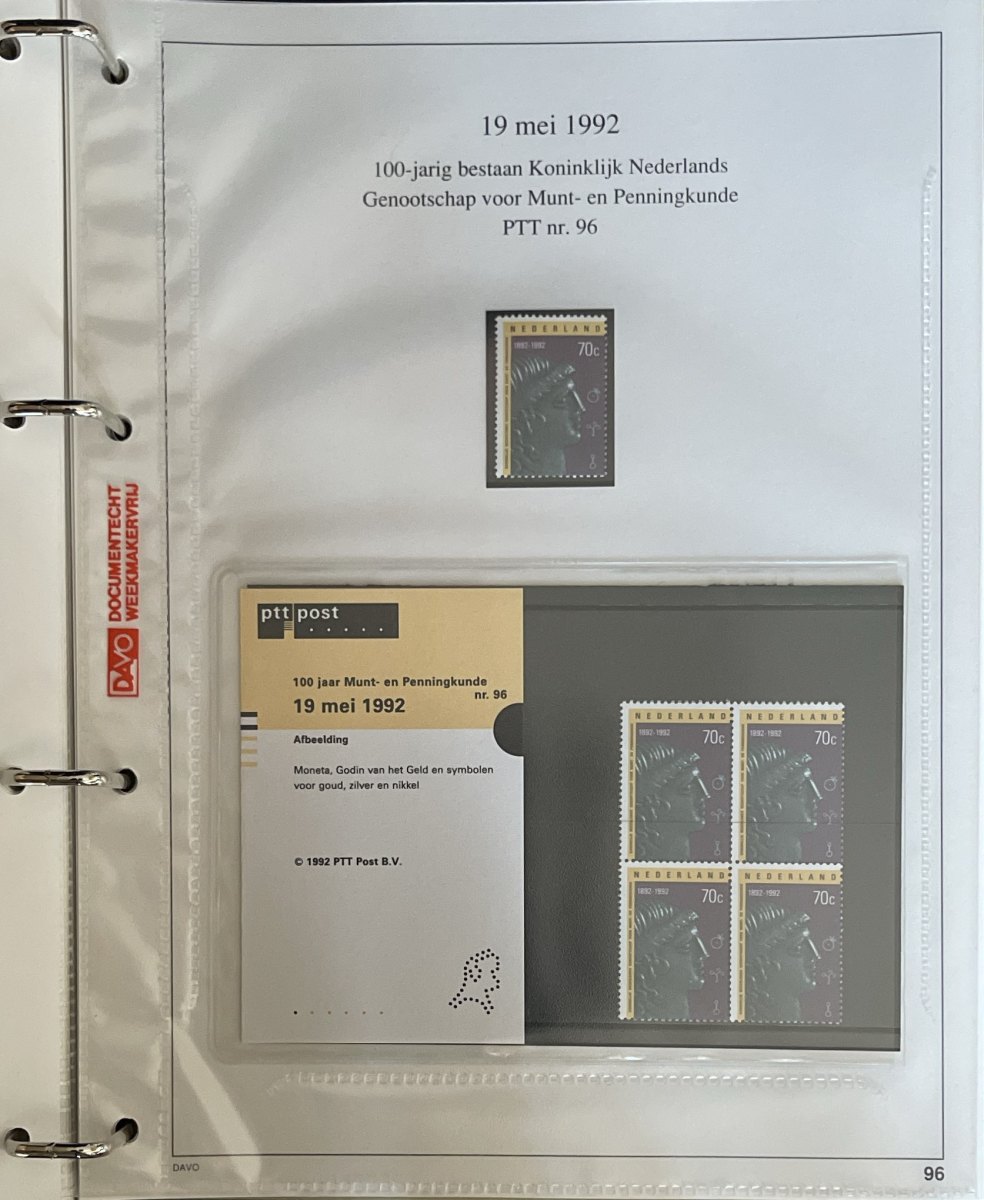 19 mei 1992
100-jarig bestaan Koninklijk Nederlands
Genootschap voor Munt- en Penningkunde
PTT nr. 96
NEDERLAND
1892-1992
70c
DAVO
DOCUMENTECHT
WEEKMAKERVRIJ
ptt post
100 jaar Munt- en Penningkunde
nr. 96
19 mei 1992
Afbeelding
Moneta, Godin van het Geld en symbolen
voor goud, zilver en nikkel
© 1992 PTT Post B.V.
NEDERLAND
1892-1992
70c
NEDERLAND
1892-1992
70c
NEDERLAND
1892-1992
70c
NEDERLAND
1892-1992
70c
DAVO
96